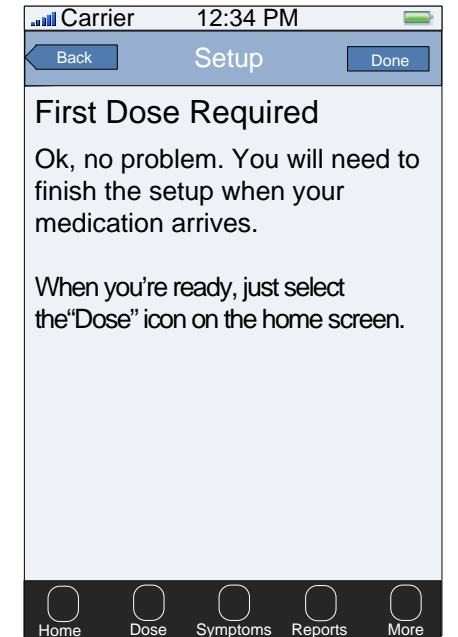 Carrier 12:34 PM
Back Setup Done
First Dose Required
Ok, no problem. You will need to
finish the setup when your
medication arrives.
When you’re ready, just select
the“Dose” icon on the home screen.
Home Dose Symptoms Reports More